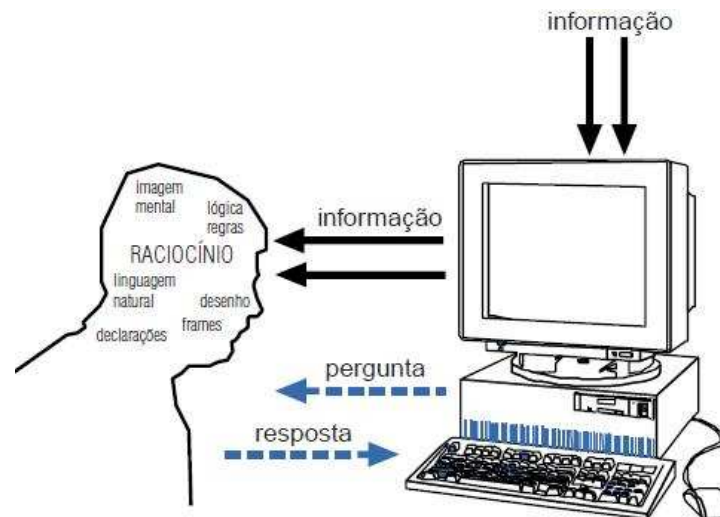 informação
imagem
mental
lógica
regras
informação
RACIOCÍNIO
linguagem
natural
desenho
frames
declarações
pergunta
resposta